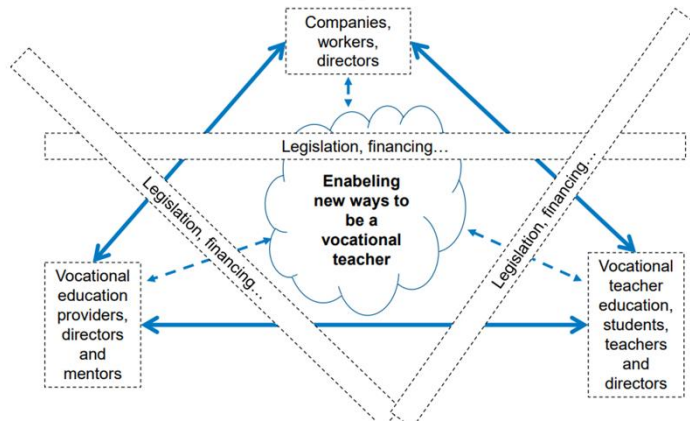 Companies,
workers,
directors
Legislation, financing...
Enabeling
new ways to
be a
vocational
teacher
Legislation, financing...
Legislation, financing...
Vocational
education
providers,
directors
and
mentors
Vocational
teacher
education,
students,
teachers
and
directors